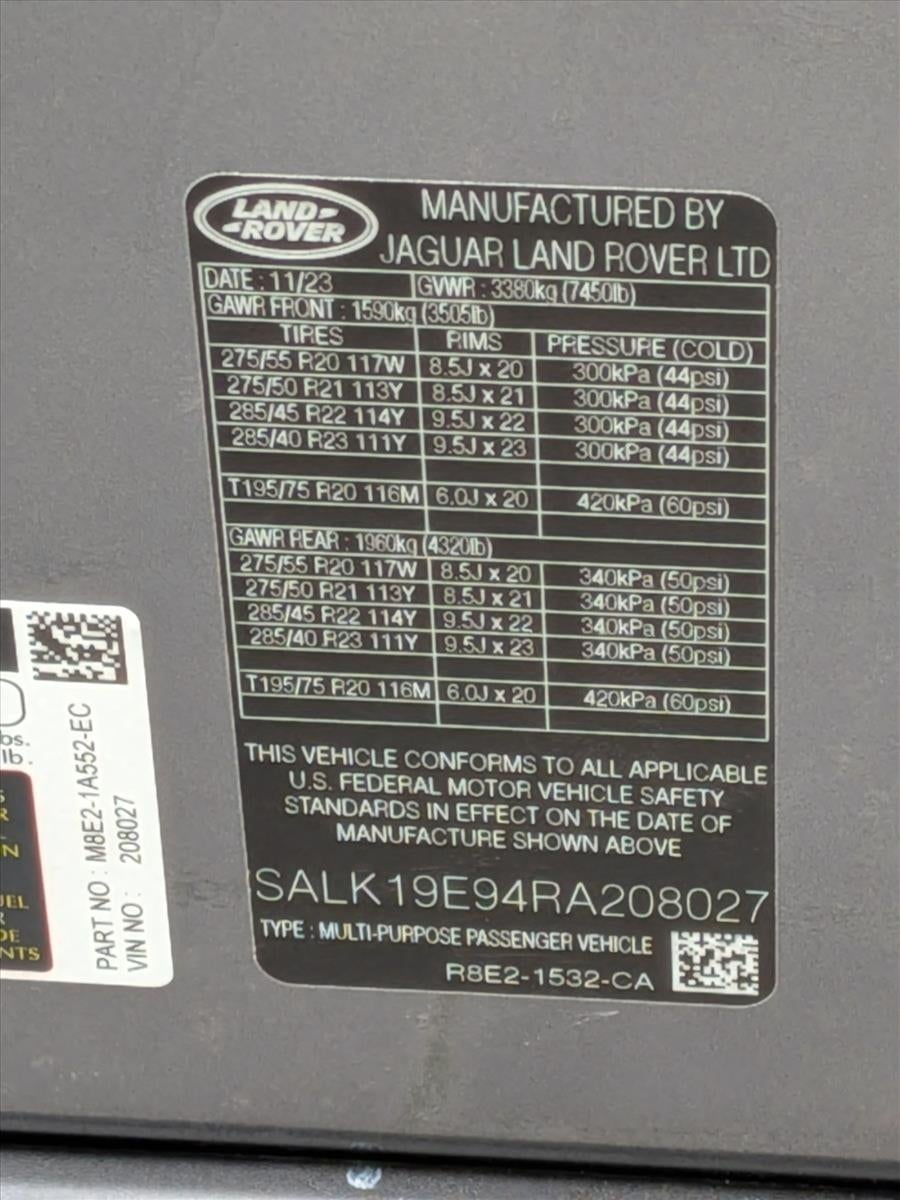 LAND
ROVER
MANUFACTURED BY
JAGUAR LAND ROVER LTD
DATE : 11/23 GVWR : 3380kg (7450lb)
GAWR FRONT : 1590kg (3505lb)
TIRES RIMS PRESSURE (COLD)
275/55 R20 117W 8.5J x 20 300kPa (44psi)
275/50 R21 113Y 8.5J x 21 300kPa (44psi)
285/45 R22 114Y 9.5J x 22 300kPa (44psi)
285/40 R23 111Y 9.5J x 23 300kPa (44psi)
T195/75 R20 116M 6.0J x 20 420kPa (60psi)
GAWR REAR : 1960kg (4320lb)
275/55 R20 117W 8.5J x 20 340kPa (50psi)
275/50 R21 113Y 8.5J x 21 340kPa (50psi)
285/45 R22 114Y 9.5J x 22 340kPa (50psi)
285/40 R23 111Y 9.5J x 23 340kPa (50psi)
T195/75 R20 116M 6.0J x 20 420kPa (60psi)
THIS VEHICLE CONFORMS TO ALL APPLICABLE
U.S. FEDERAL MOTOR VEHICLE SAFETY
STANDARDS IN EFFECT ON THE DATE OF
MANUFACTURE SHOWN ABOVE
SALK19E94RA208027
TYPE : MULTI-PURPOSE PASSENGER VEHICLE
R8E2-1532-CA
PART NO : M8E2-1A552-EC
VIN NO : 208027
lb.